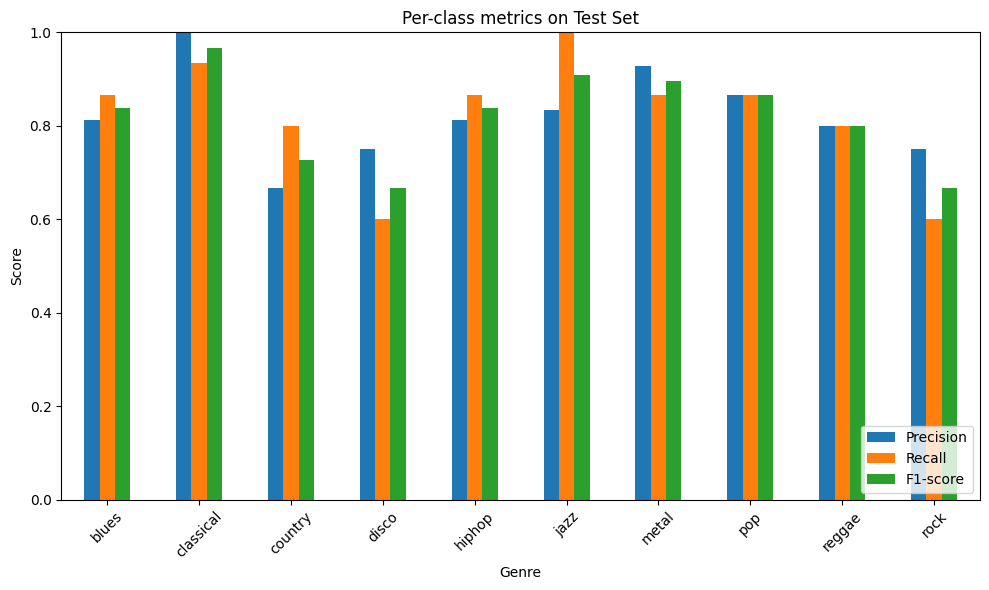 Per-class metrics on Test Set
1.0
0.8
0.6
0.4
0.2
0.0
Score
Precision
Recall
F1-score
blues
classical
country
disco
hiphop
jazz
metal
pop
reggae
rock
Genre